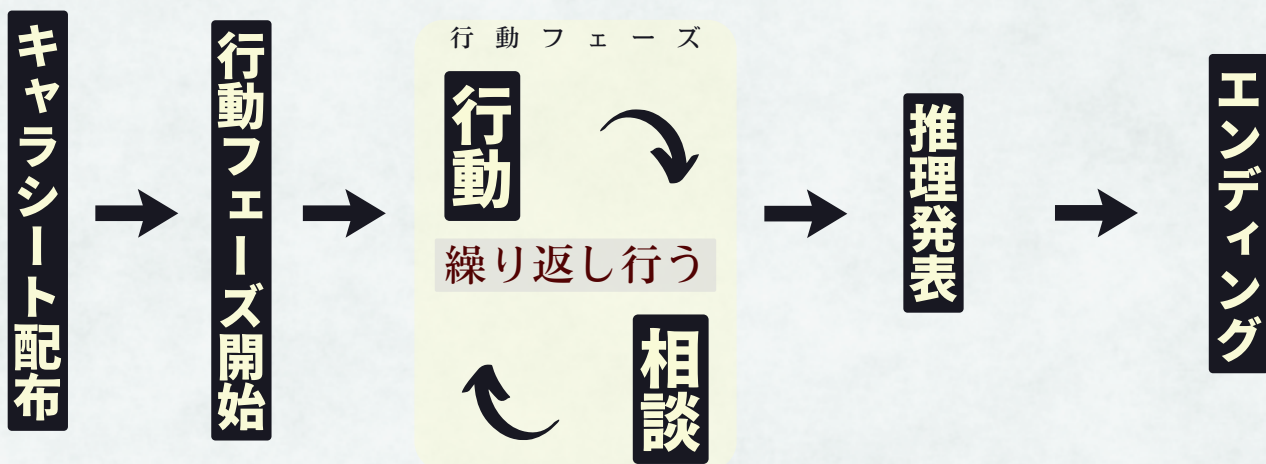 キャラシート配布
行動フェーズ開始
行動フェーズ
行動
繰り返し行う
相談
推理発表
エンディング